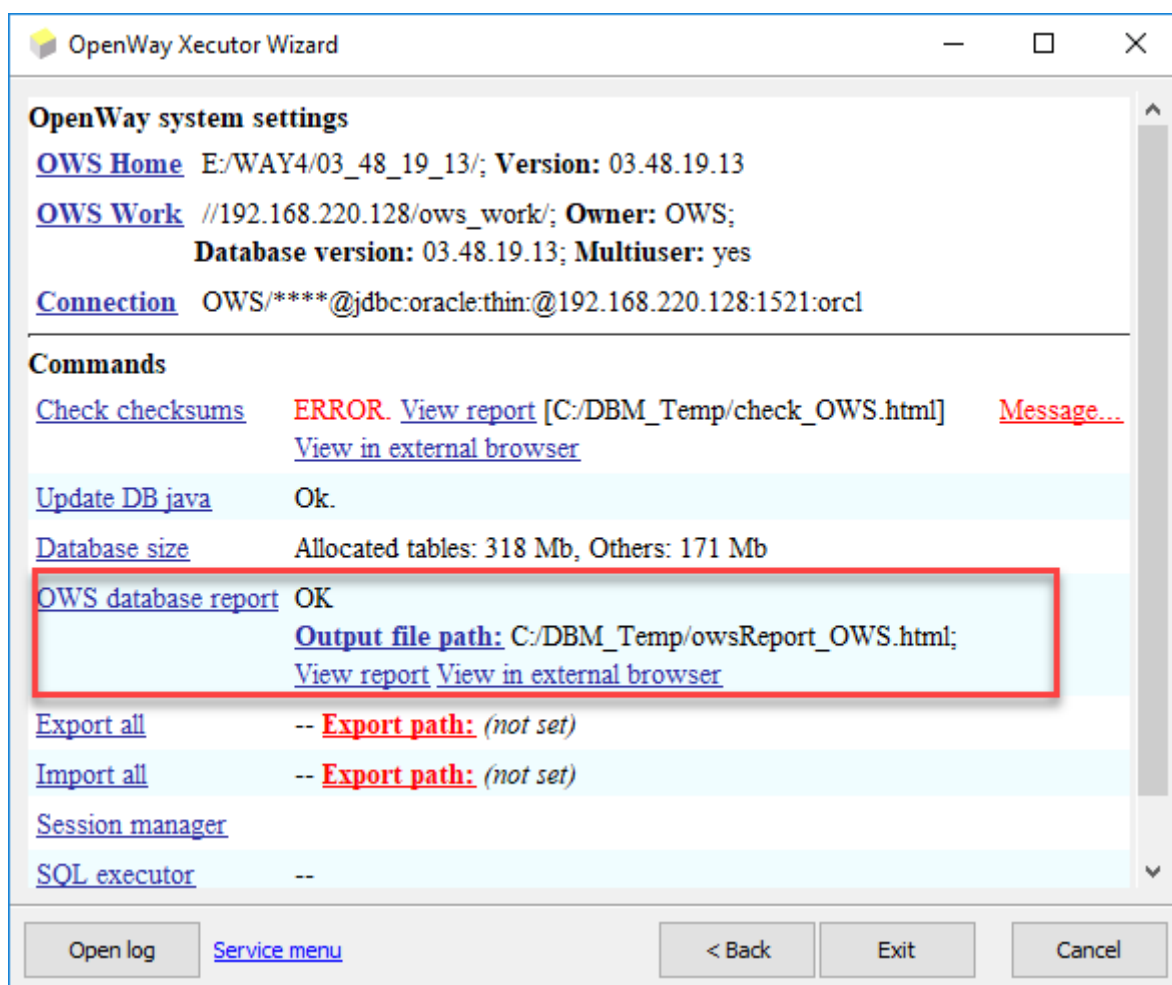 OpenWay Xecutor Wizard
OpenWay system settings
OWS Home E:/WAY4/03_48_19_13/; Version: 03.48.19.13
OWS Work //192.168.220.128/ows_work/; Owner: OWS;
Database version: 03.48.19.13; Multiuser: yes
Connection OWS/****@jdbc:oracle:thin:@192.168.220.128:1521:orcl
Commands
Check checksums ERROR. View report [C:/DBM_Temp/check_OWS.html] Message...
View in external browser
Update DB java Ok.
Database size Allocated tables: 318 Mb, Others: 171 Mb
OWS database report OK
Output file path: C:/DBM_Temp/owsReport_OWS.html;
View report View in external browser
Export all -- Export path: (not set)
Import all -- Export path: (not set)
Session manager
SQL executor --
Open log Service menu < Back Exit Cancel